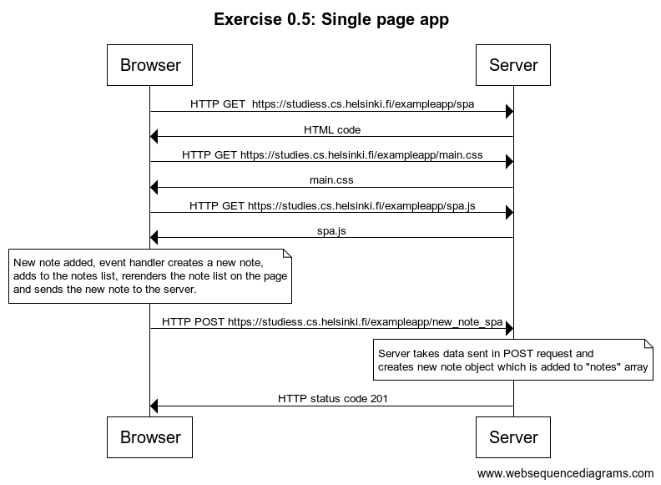 Exercise 0.5: Single page app
Browser
Server
HTTP GET  https://studiess.cs.helsinki.fi/exampleapp/spa
HTML code
HTTP GET https://studies.cs.helsinki.fi/exampleapp/main.css
main.css
HTTP GET https://studies.cs.helsinki.fi/exampleapp/spa.js
spa.js
New note added, event handler creates a new note,
adds to the notes list, rerenders the note list on the page
and sends the new note to the server.
HTTP POST https://studiess.cs.helsinki.fi/exampleapp/new_note_spa
Server takes data sent in POST request and
creates new note object which is added to "notes" array
HTTP status code 201
Browser
Server
www.websequencediagrams.com